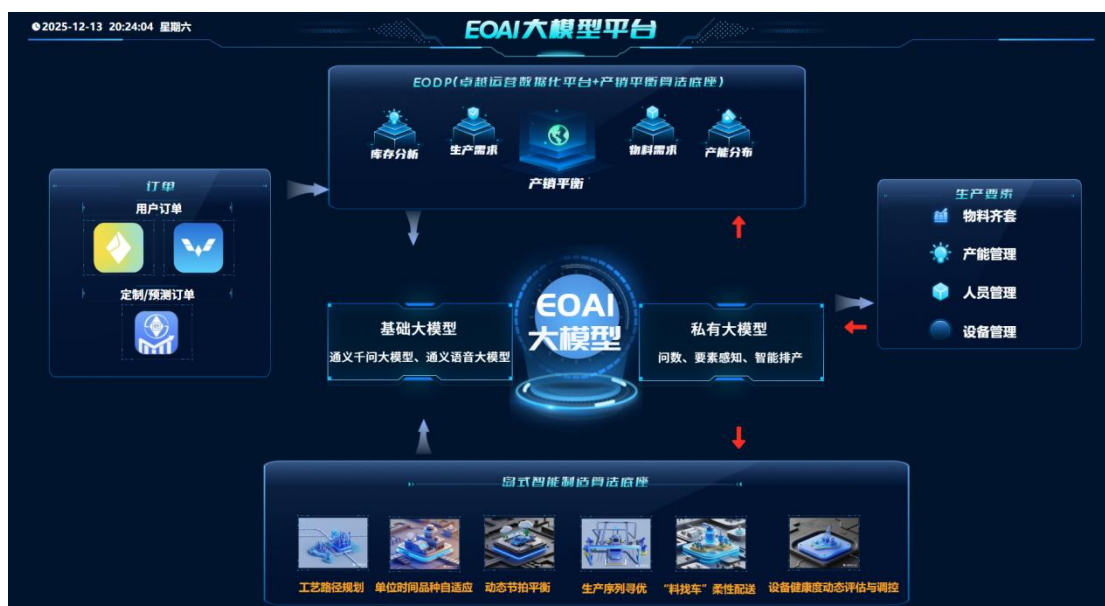 2025-12-13 20:24:04 星期六
EOAI大模型平台
EODP(卓越运营数据化平台+产销平衡算法底座)
库存分析
生产需求
产销平衡
物料需求
产能分布
订单
用户订单
定制/预测订单
生产要素
物料齐套
产能管理
人员管理
设备管理
基础大模型
通义千问大模型、通义语音大模型
EOAI
大模型
私有大模型
问数、要素感知、智能排产
岛式智能制造算法底座
工艺路径规划
单位时间品种自适应
动态节拍平衡
生产序列寻优
“料找车”柔性配送
设备健康度动态评估与调控